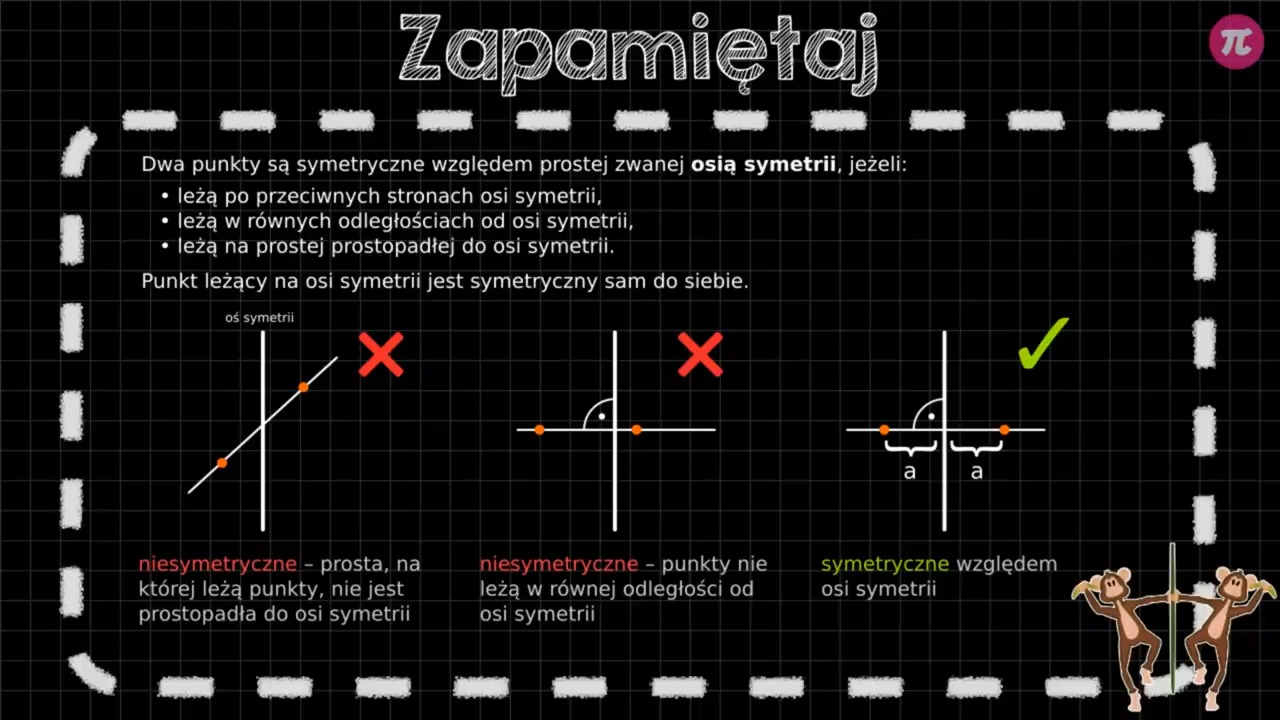 Zapamiętaj
π
Dwa punkty są symetryczne względem prostej zwanej osią symetrii, jeżeli:
• leżą po przeciwnych stronach osi symetrii,
• leżą w równych odległościach od osi symetrii,
• leżą na prostej prostopadłej do osi symetrii.
Punkt leżący na osi symetrii jest symetryczny sam do siebie.
oś symetrii
a a
niesymetryczne – prosta, na
której leżą punkty, nie jest
prostopadła do osi symetrii
niesymetryczne – punkty nie
leżą w równej odległości od
osi symetrii
symetryczne względem
osi symetrii